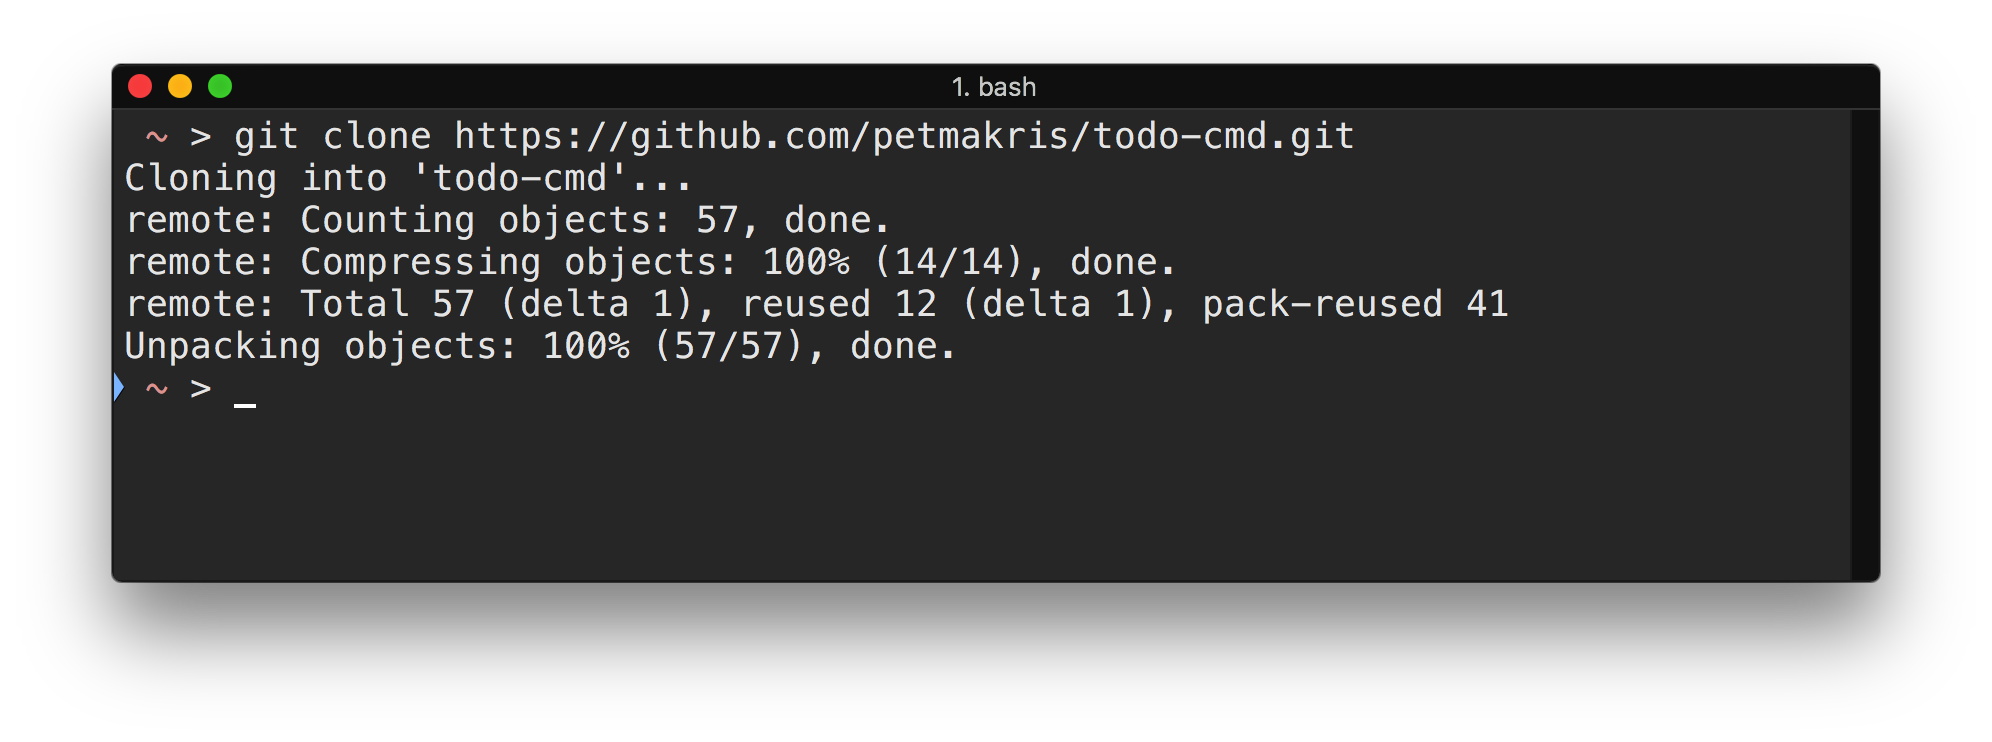 1. bash
~ > git clone https://github.com/petmakris/todo-cmd.git
Cloning into 'todo-cmd'...
remote: Counting objects: 57, done.
remote: Compressing objects: 100% (14/14), done.
remote: Total 57 (delta 1), reused 12 (delta 1), pack-reused 41
Unpacking objects: 100% (57/57), done.
~ > _